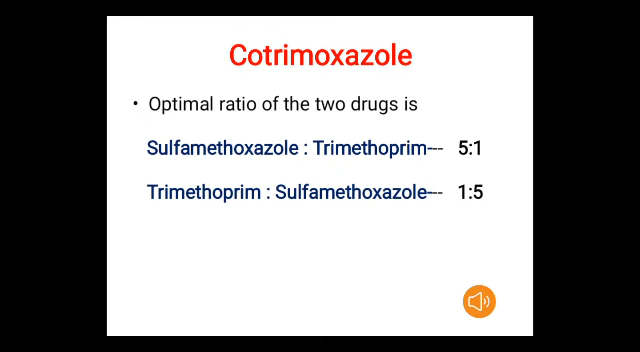 Cotrimoxazole
• Optimal ratio of the two drugs is
Sulfamethoxazole : Trimethoprim--- 5:1
Trimethoprim : Sulfamethoxazole--- 1:5